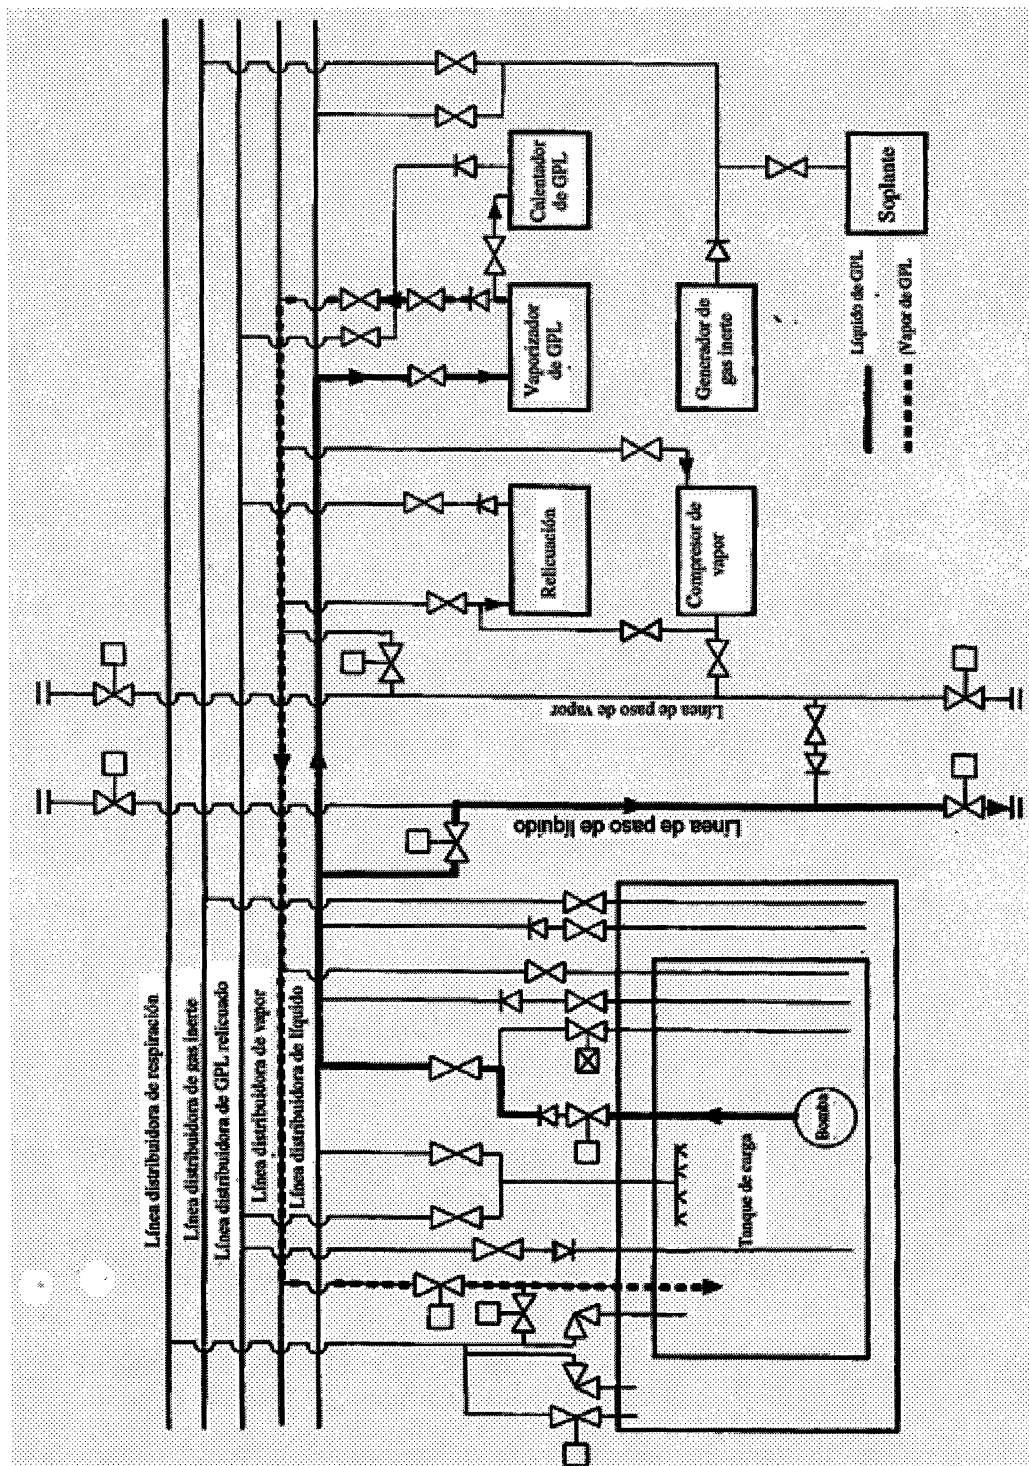 Línea distribuidora de respiración
Línea distribuidora de gas inerte
Línea distribuidora de GPL relicuado
Línea distribuidora de vapor
Línea distribuidora de líquido
Calentador
de GPL
Vaporizador
de GPL
Relicuación
Soplante
Generador de
gas inerte
Compresor de
vapor
Líquido de GPL
(Vapor de GPL
Línea de paso de vapor
Línea de paso de líquido
Tanque de carga
Bomba